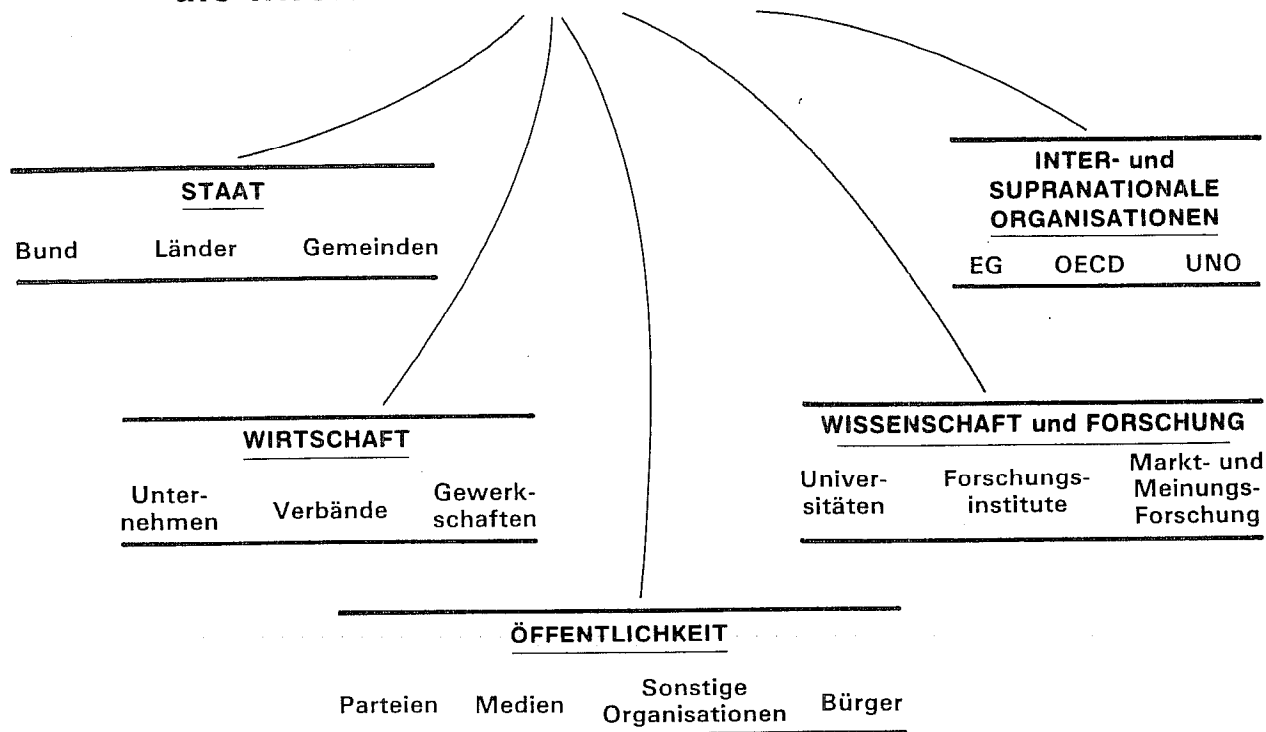 STAAT
Bund Länder Gemeinden
INTER- und
SUPRANATIONALE
ORGANISATIONEN
EG OECD UNO
WIRTSCHAFT
Unter-
nehmen
Verbände
Gewerk-
schaften
WISSENSCHAFT und FORSCHUNG
Univer-
sitäten
Forschungs-
institute
Markt- und
Meinungs-
Forschung
ÖFFENTLICHKEIT
Parteien
Medien
Sonstige
Organisationen
Bürger